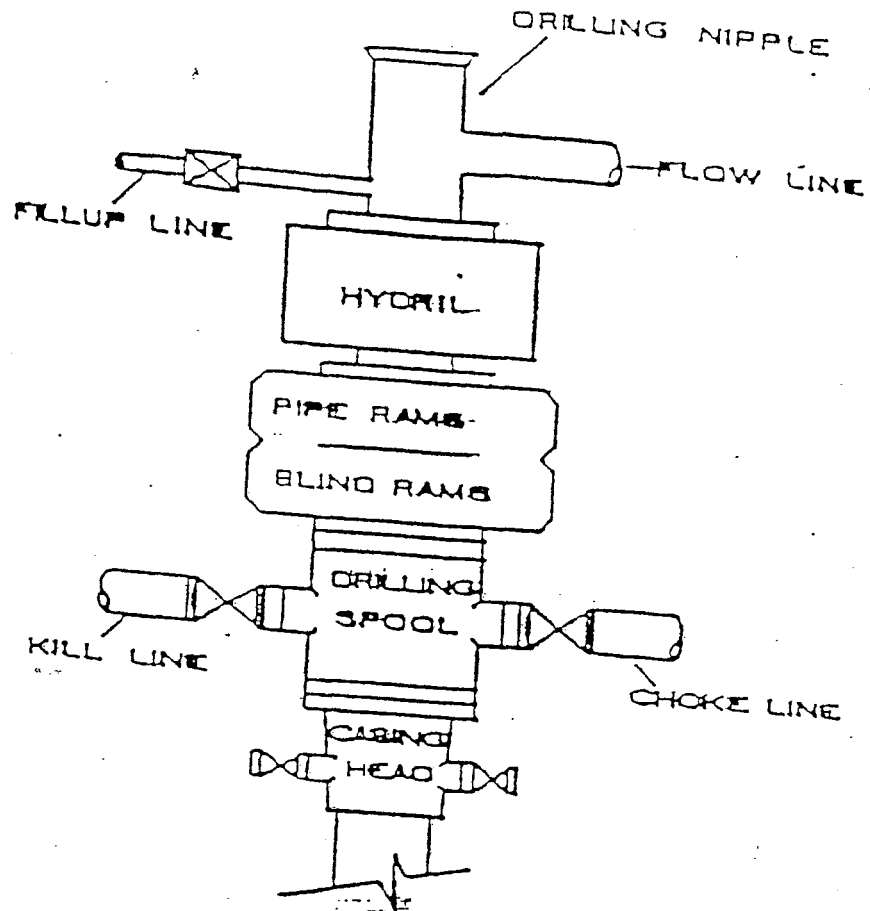 DRILLING NIPPLE
FLOW LINE
FILLUP LINE
HYDRIL
PIPE RAMS
BLIND RAMS
DRILLING
SPOOL
KILL LINE
CHOKE LINE
CASING
HEAD